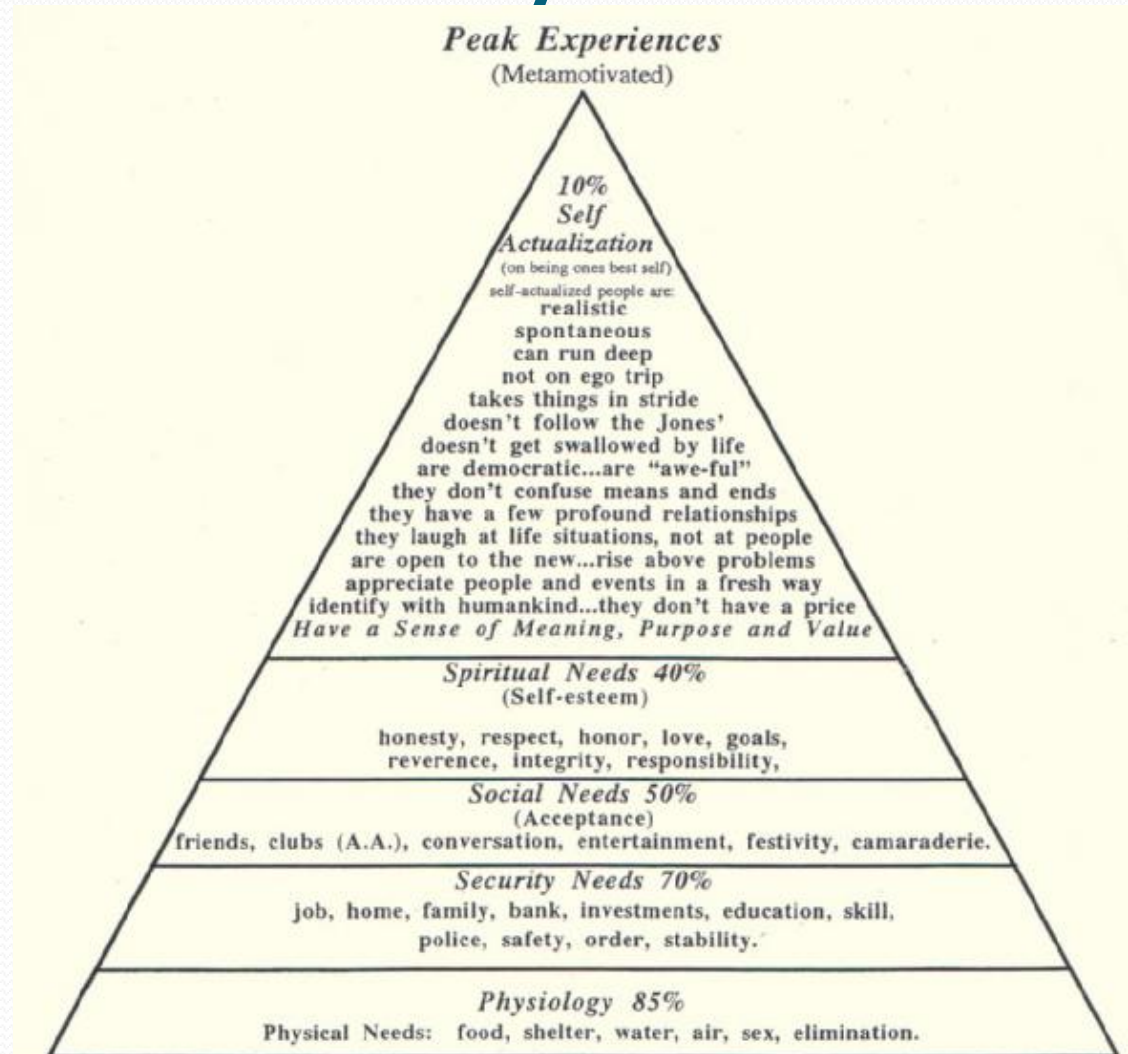 Peak Experiences
(Metamotivated)
10%
Self
Actualization
(on being ones best self)
self-actualized people are:
realistic
spontaneous
can run deep
not on ego trip
takes things in stride
doesn't follow the Jones'
doesn't get swallowed by life
are democratic...are "awe-ful"
they don't confuse means and ends
they have a few profound relationships
they laugh at life situations, not at people
are open to the new...rise above problems
appreciate people and events in a fresh way
identify with humankind...they don't have a price
Have a Sense of Meaning, Purpose and Value
Spiritual Needs 40%
(Self-esteem)
honesty, respect, honor, love, goals,
reverence, integrity, responsibility,
Social Needs 50%
(Acceptance)
friends, clubs (A.A.), conversation, entertainment, festivity, camaraderie.
Security Needs 70%
job, home, family, bank, investments, education, skill,
police, safety, order, stability.
Physiology 85%
Physical Needs: food, shelter, water, air, sex, elimination.